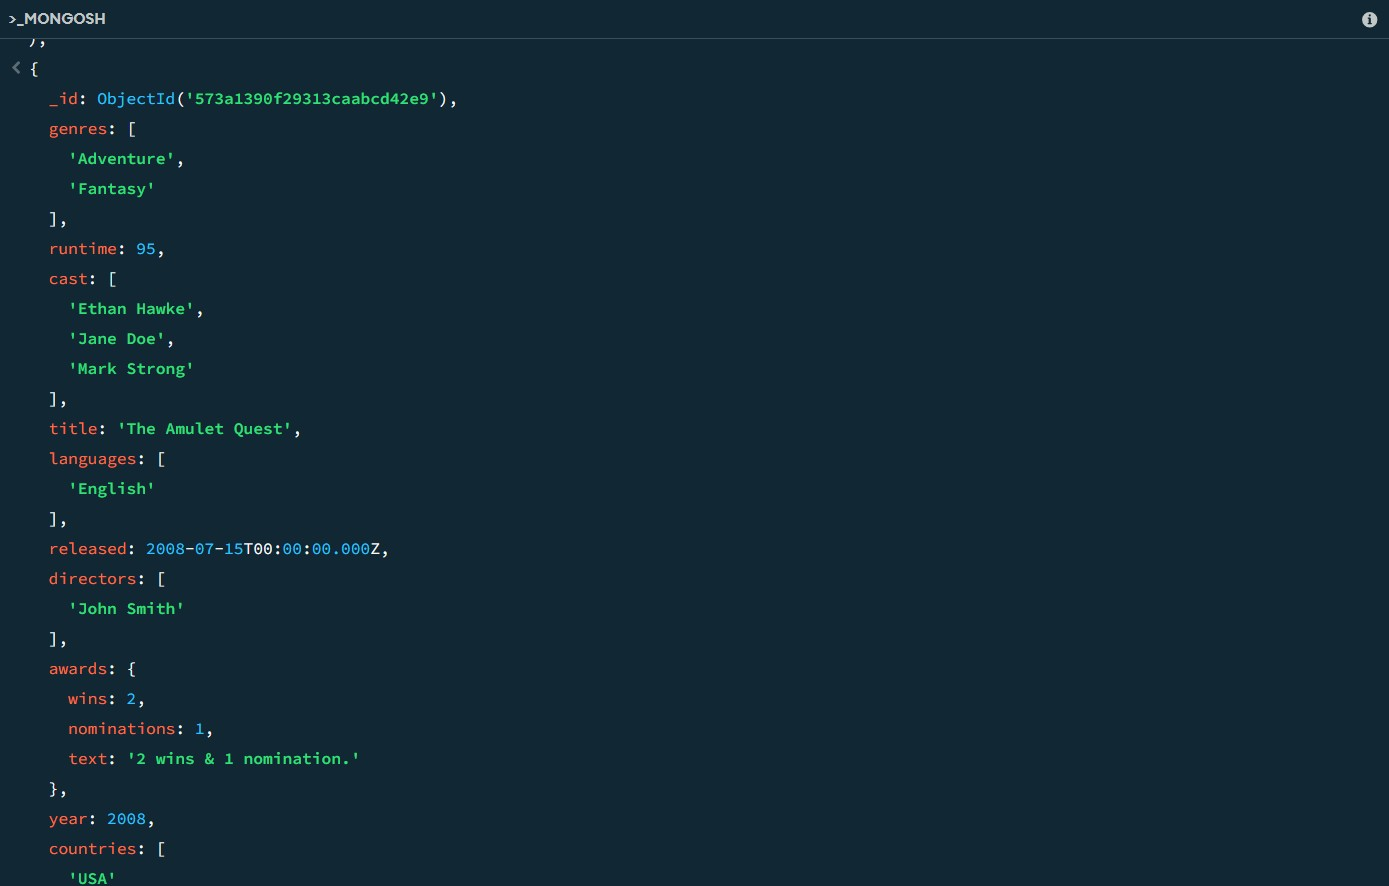 >_MONGOSH
),
{
_id: ObjectId('573a1390f29313caabcd42e9'),
genres: [
'Adventure',
'Fantasy'
],
runtime: 95,
cast: [
'Ethan Hawke',
'Jane Doe',
'Mark Strong'
],
title: 'The Amulet Quest',
languages: [
'English'
],
released: 2008-07-15T00:00:00.000Z,
directors: [
'John Smith'
],
awards: {
wins: 2,
nominations: 1,
text: '2 wins & 1 nomination.'
},
year: 2008,
countries: [
'USA'